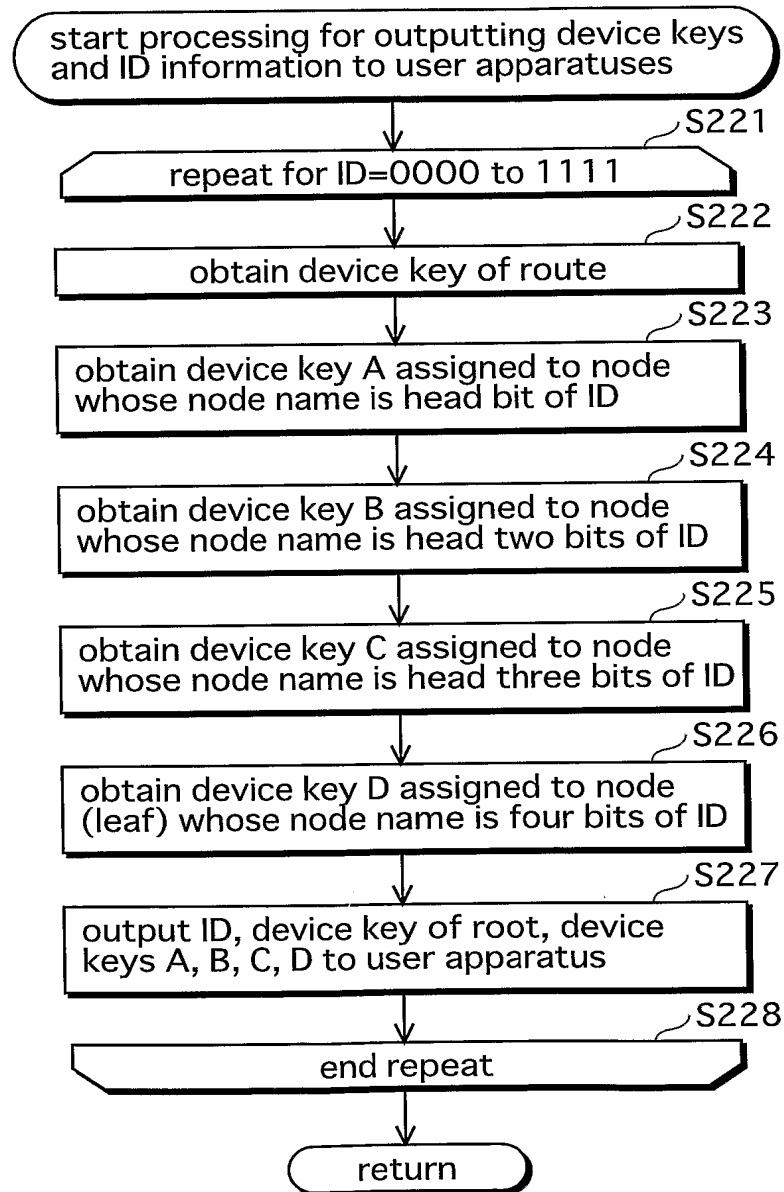 start processing for outputting device keys
and ID information to user apparatuses
S221
repeat for ID=0000 to 1111
S222
obtain device key of route
S223
obtain device key A assigned to node
whose node name is head bit of ID
S224
obtain device key B assigned to node
whose node name is head two bits of ID
S225
obtain device key C assigned to node
whose node name is head three bits of ID
S226
obtain device key D assigned to node
(leaf) whose node name is four bits of ID
S227
output ID, device key of root, device
keys A, B, C, D to user apparatus
S228
end repeat
return